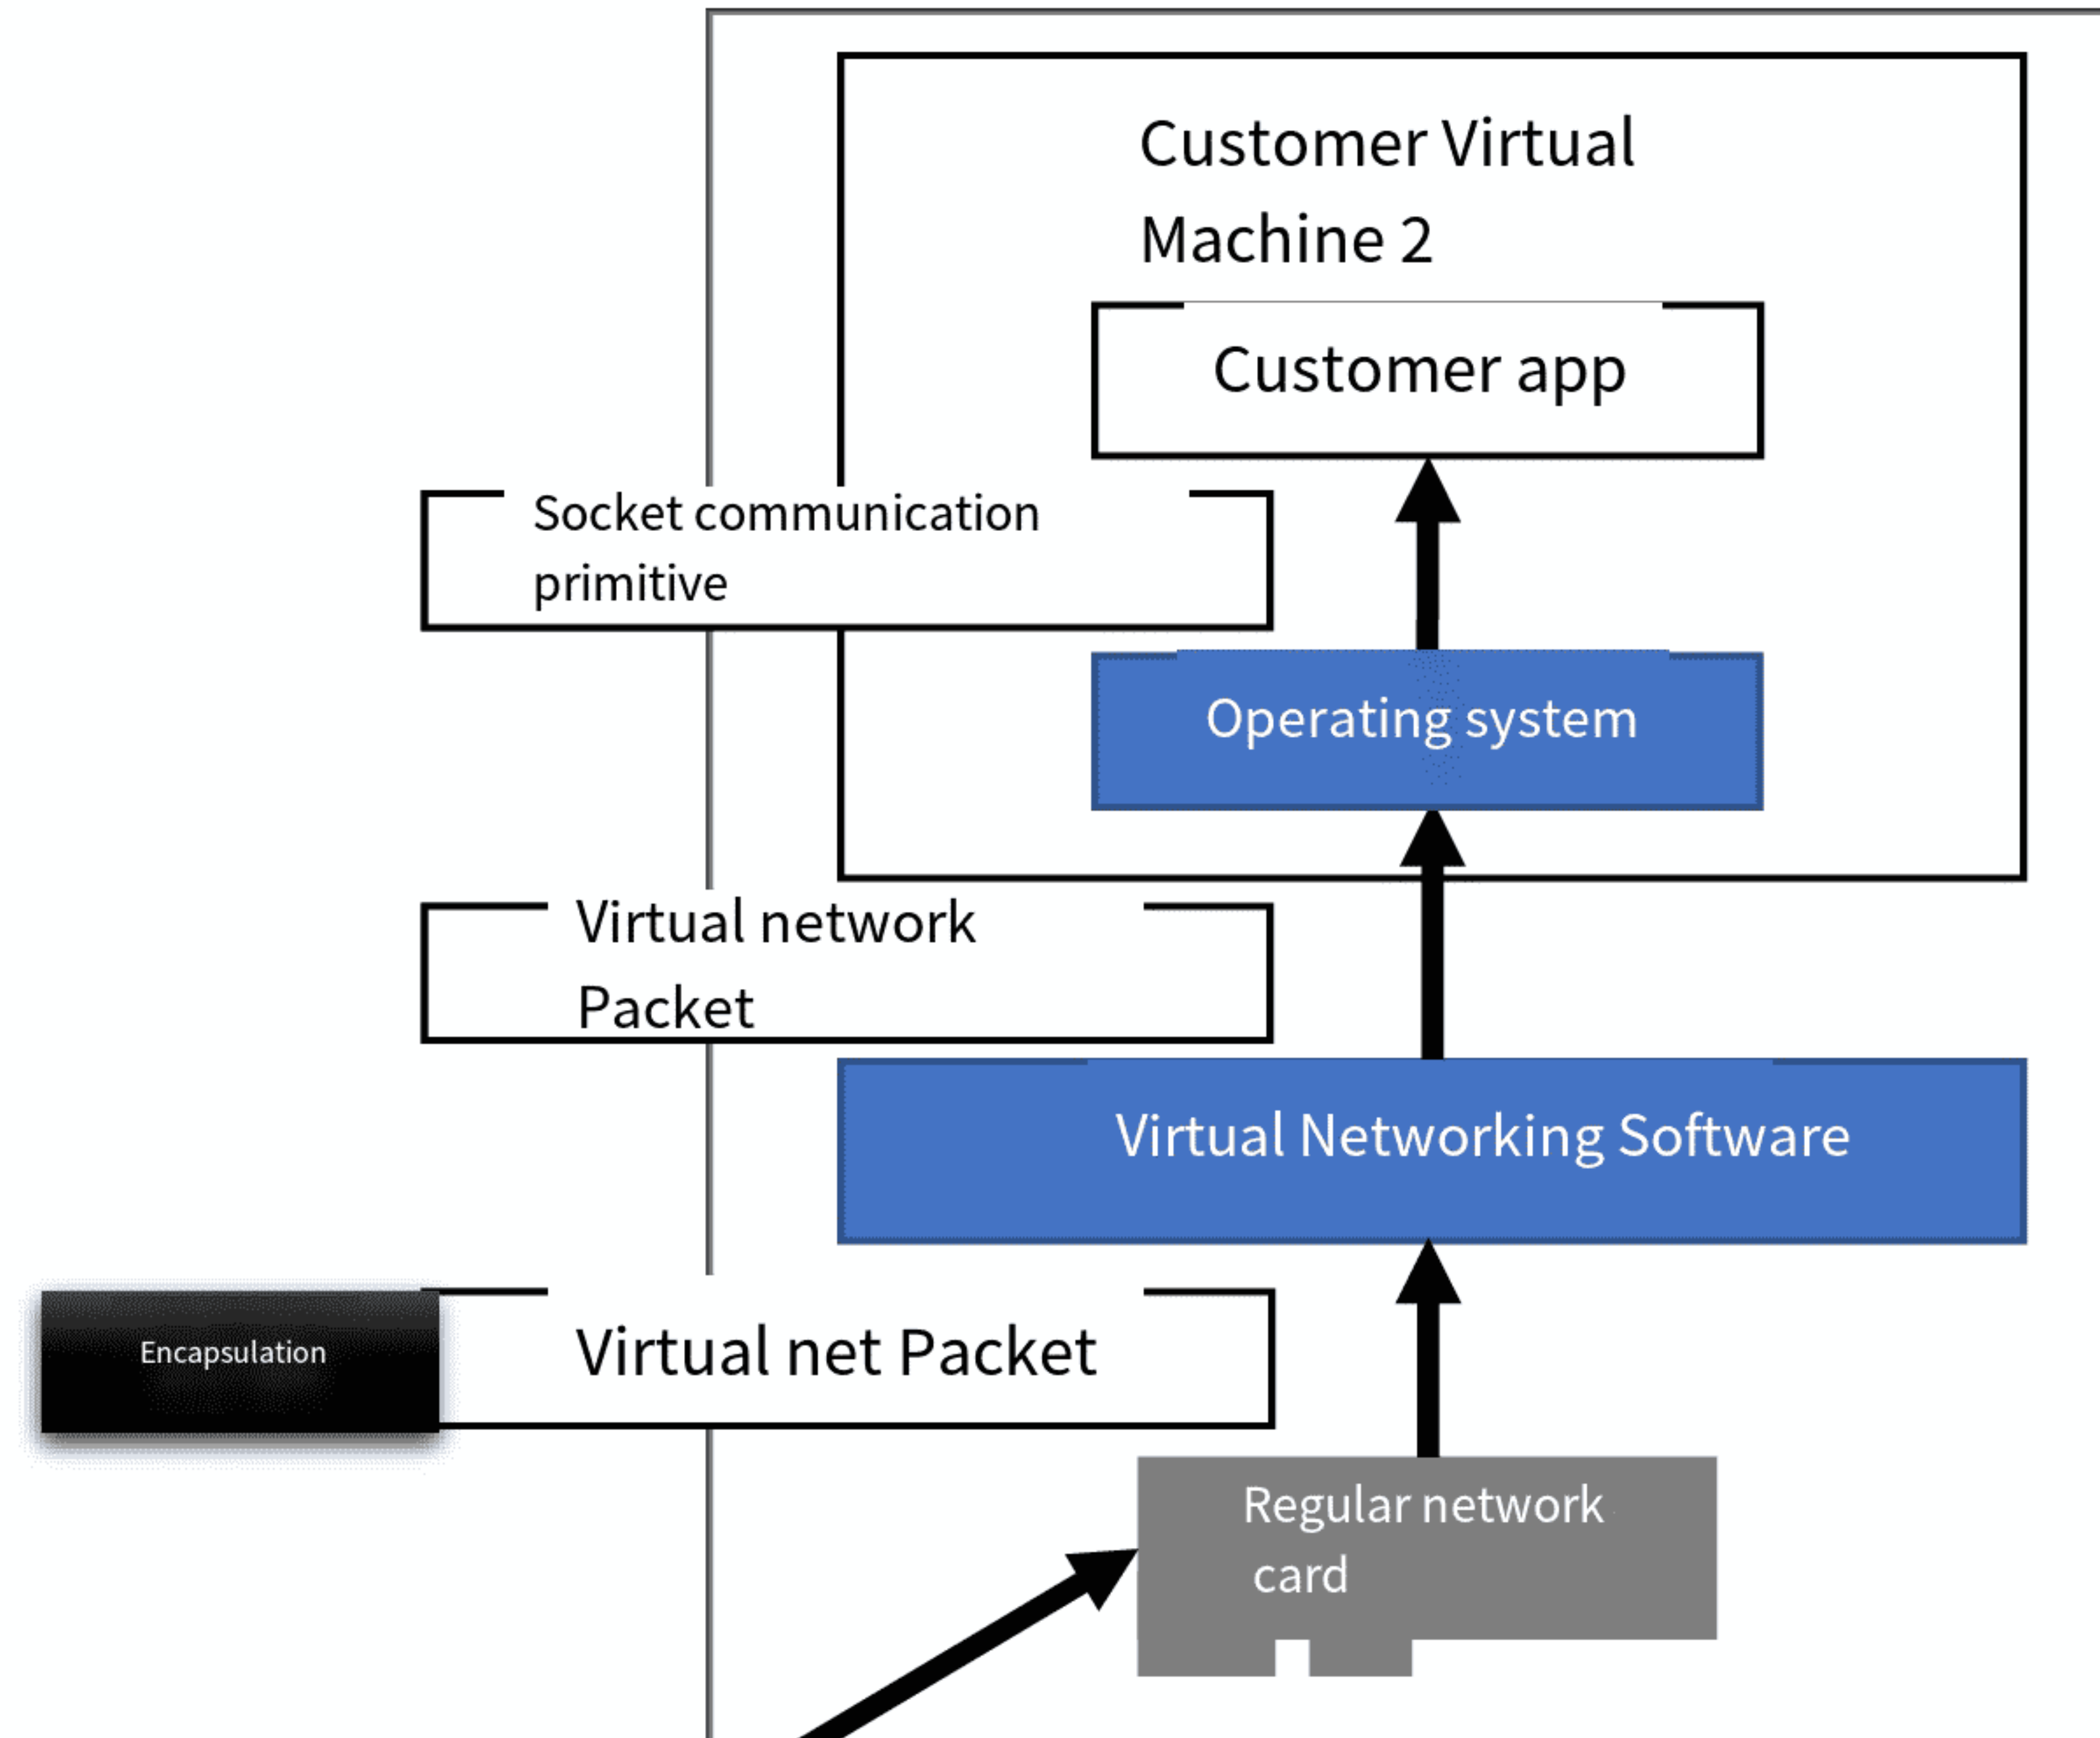 Customer Virtual
Machine 2
Customer app
Socket communication
primitive
Operating system
Virtual network
Packet
Virtual Networking Software
Encapsulation
Virtual net Packet
Regular network
card